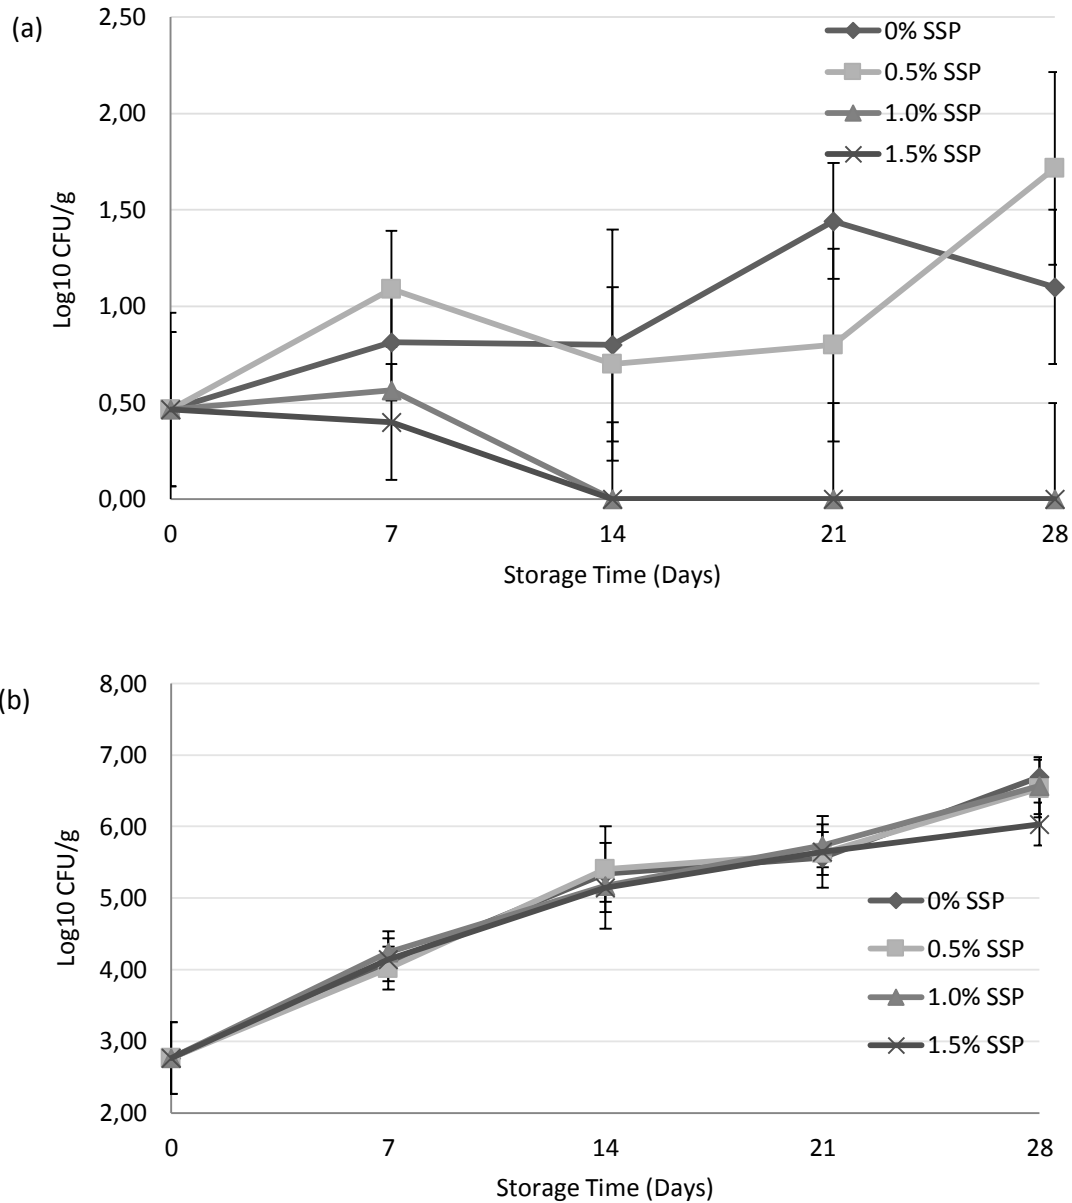 (a)
2,50
2,00
1,50
1,00
0,50
0,00
Log10 CFU/g
0% SSP
0.5% SSP
1.0% SSP
1.5% SSP
0 7 14 21 28
Storage Time (Days)
(b)
8,00
7,00
6,00
5,00
4,00
3,00
2,00
Log10 CFU/g
0% SSP
0.5% SSP
1.0% SSP
1.5% SSP
0 7 14 21 28
Storage Time (Days)